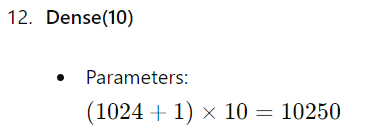 12. Dense(10)
• Parameters:
(1024 + 1) × 10 = 10250